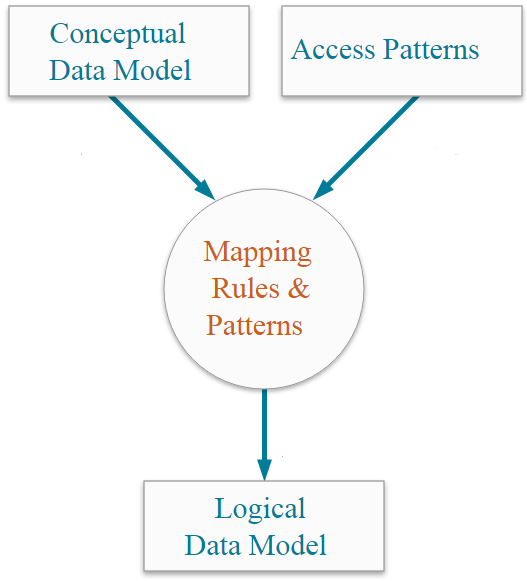 Conceptual
Data Model
Access Patterns
Mapping
Rules &
Patterns
Logical
Data Model